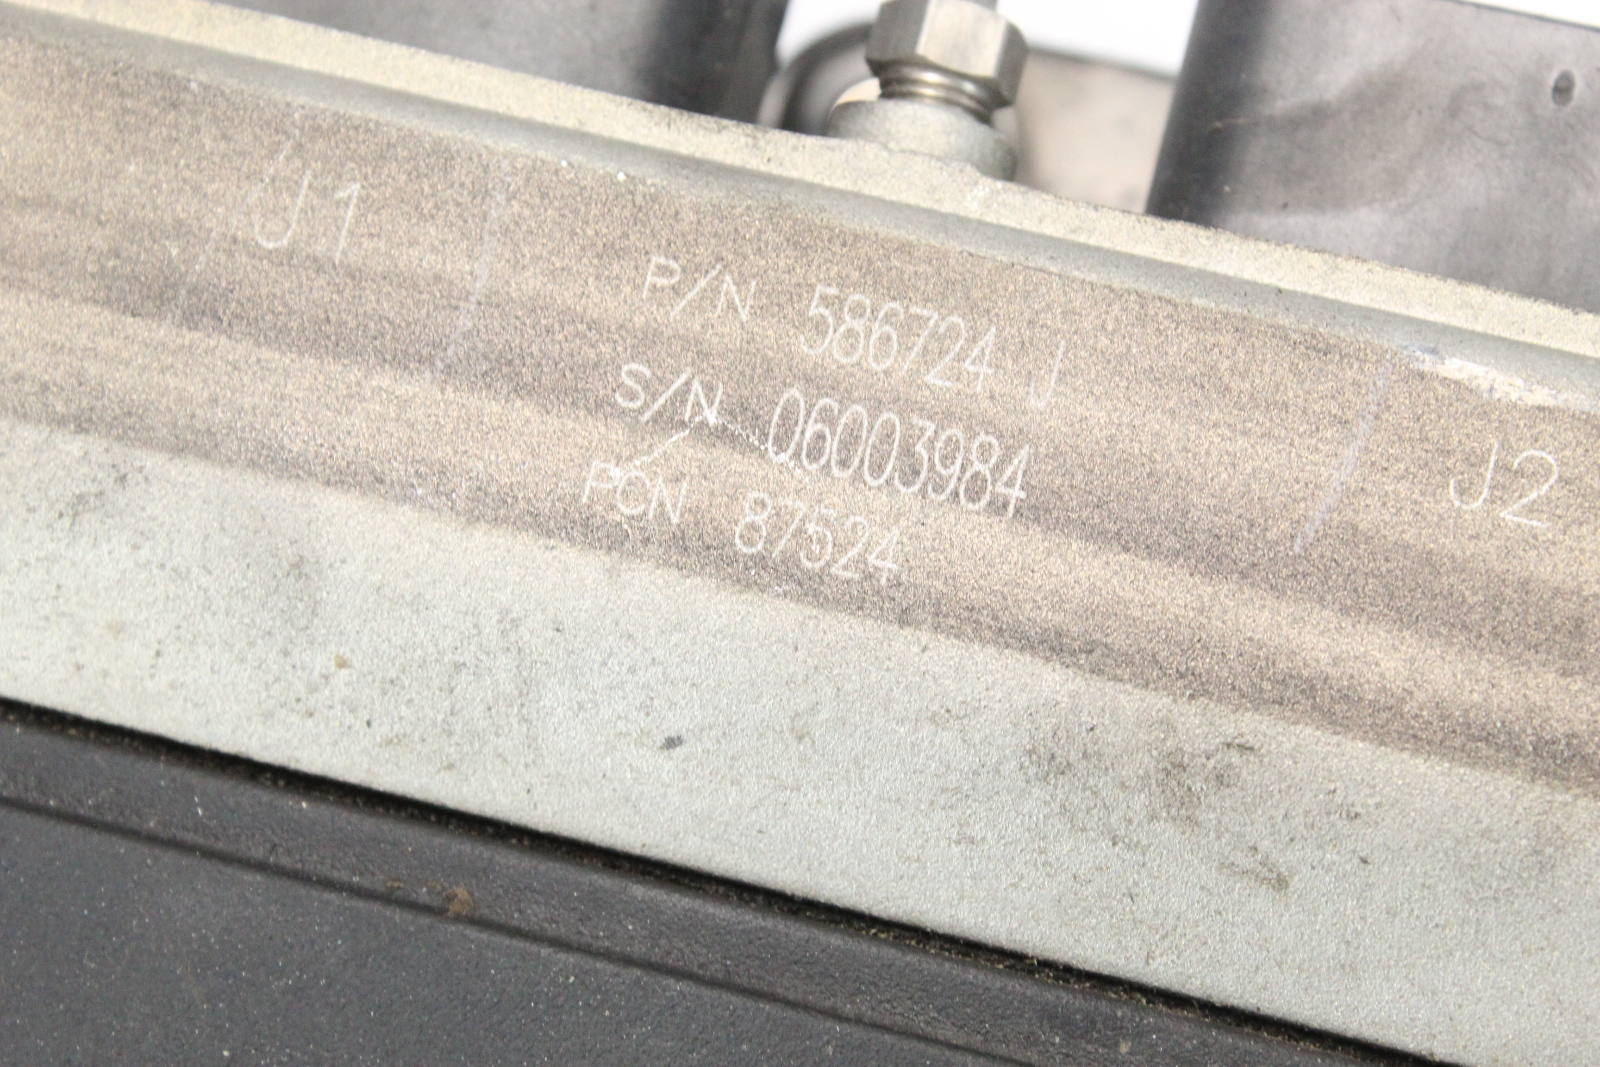 J1
P/N 586724 J
S/N 06003984
PCN 87524
J2